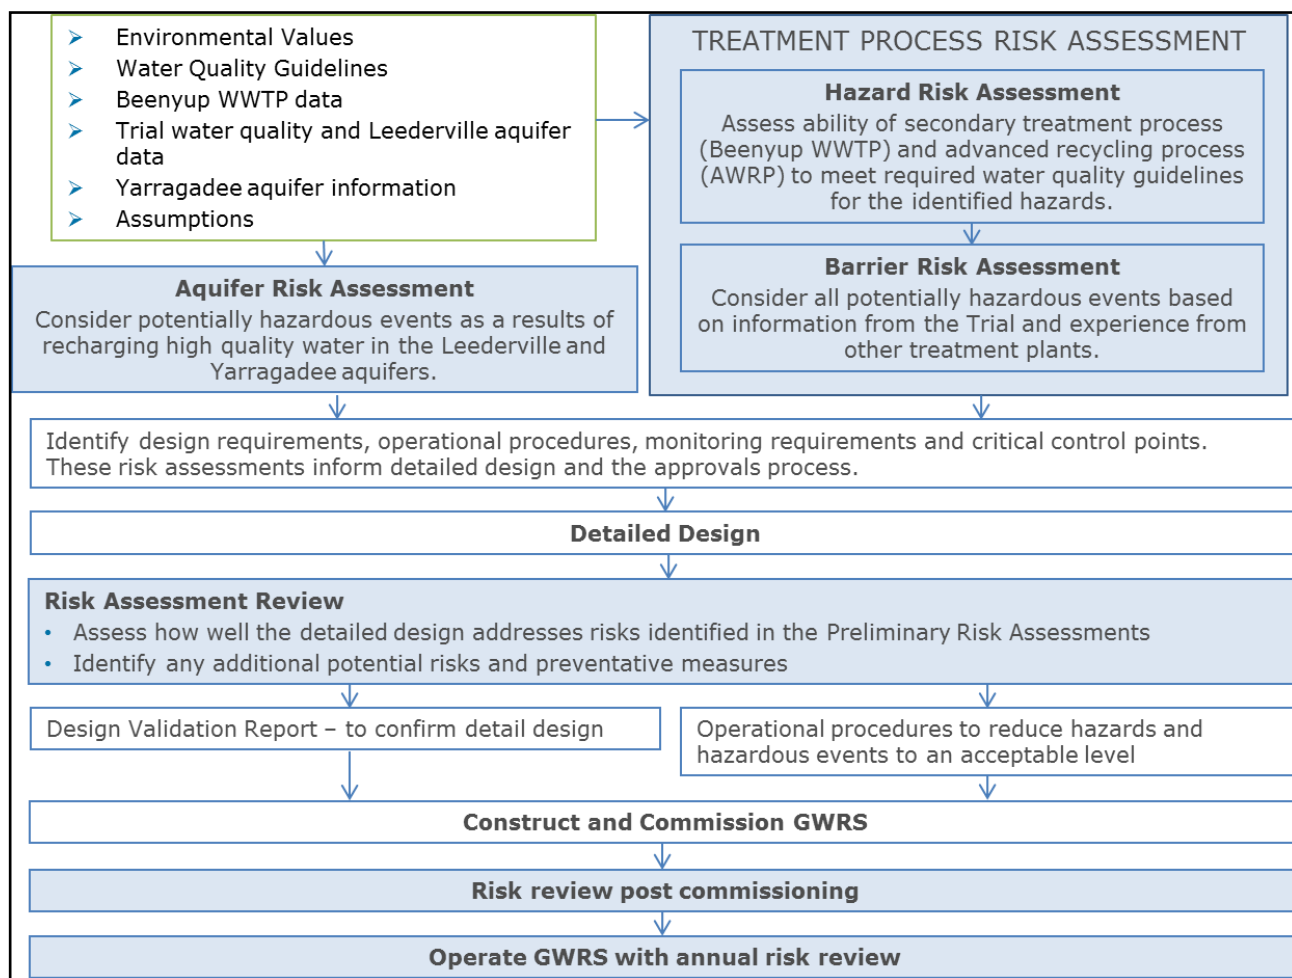 Environmental Values
Water Quality Guidelines
Beenyup WWTP data
Trial water quality and Leederville aquifer
data
Yarragadee aquifer information
Assumptions
TREATMENT PROCESS RISK ASSESSMENT
Hazard Risk Assessment
Assess ability of secondary treatment process
(Beenyup WWTP) and advanced recycling process
(AWRP) to meet required water quality guidelines
for the identified hazards.
Barrier Risk Assessment
Consider all potentially hazardous events based
on information from the Trial and experience from
other treatment plants.
Aquifer Risk Assessment
Consider potentially hazardous events as a results of
recharging high quality water in the Leederville and
Yarragadee aquifers.
Identify design requirements, operational procedures, monitoring requirements and critical control points.
These risk assessments inform detailed design and the approvals process.
Detailed Design
Risk Assessment Review
• Assess how well the detailed design addresses risks identified in the Preliminary Risk Assessments
• Identify any additional potential risks and preventative measures
Design Validation Report – to confirm detail design
Operational procedures to reduce hazards and
hazardous events to an acceptable level
Construct and Commission GWRS
Risk review post commissioning
Operate GWRS with annual risk review